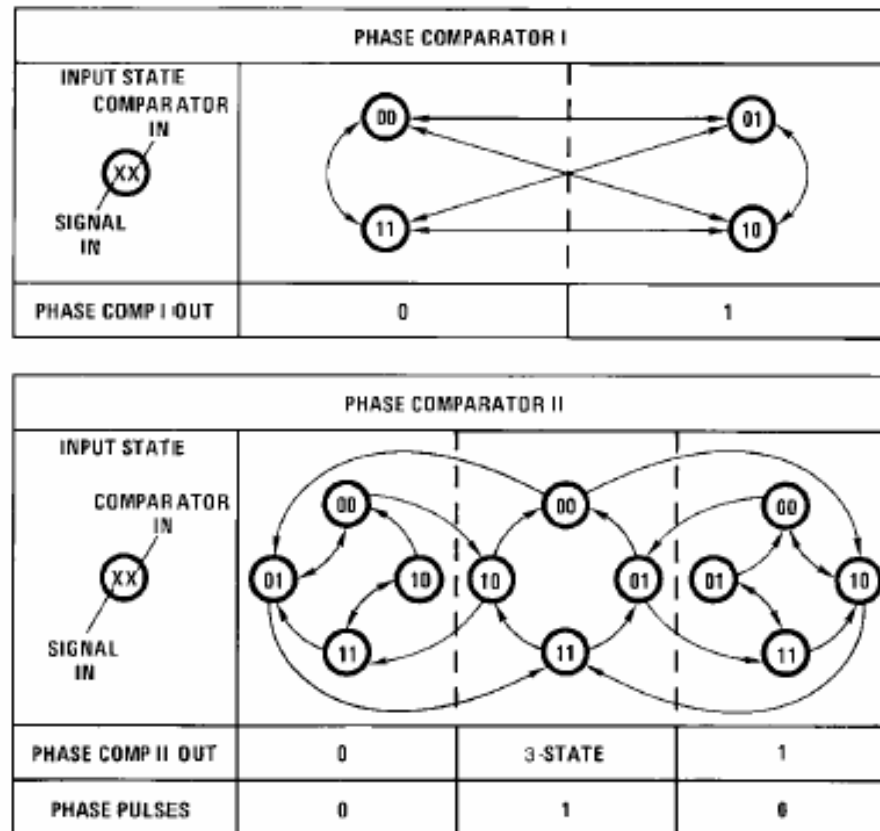 PHASE COMPARATOR I
INPUT STATE
COMPARATOR
IN
XX
SIGNAL
IN
00
01
11
10
PHASE COMP I OUT
0
1
PHASE COMPARATOR II
INPUT STATE
COMPARATOR
IN
XX
SIGNAL
IN
00
00
00
01
10
10
01
01
10
11
11
11
PHASE COMP II OUT
0
3-STATE
1
PHASE PULSES
0
1
0